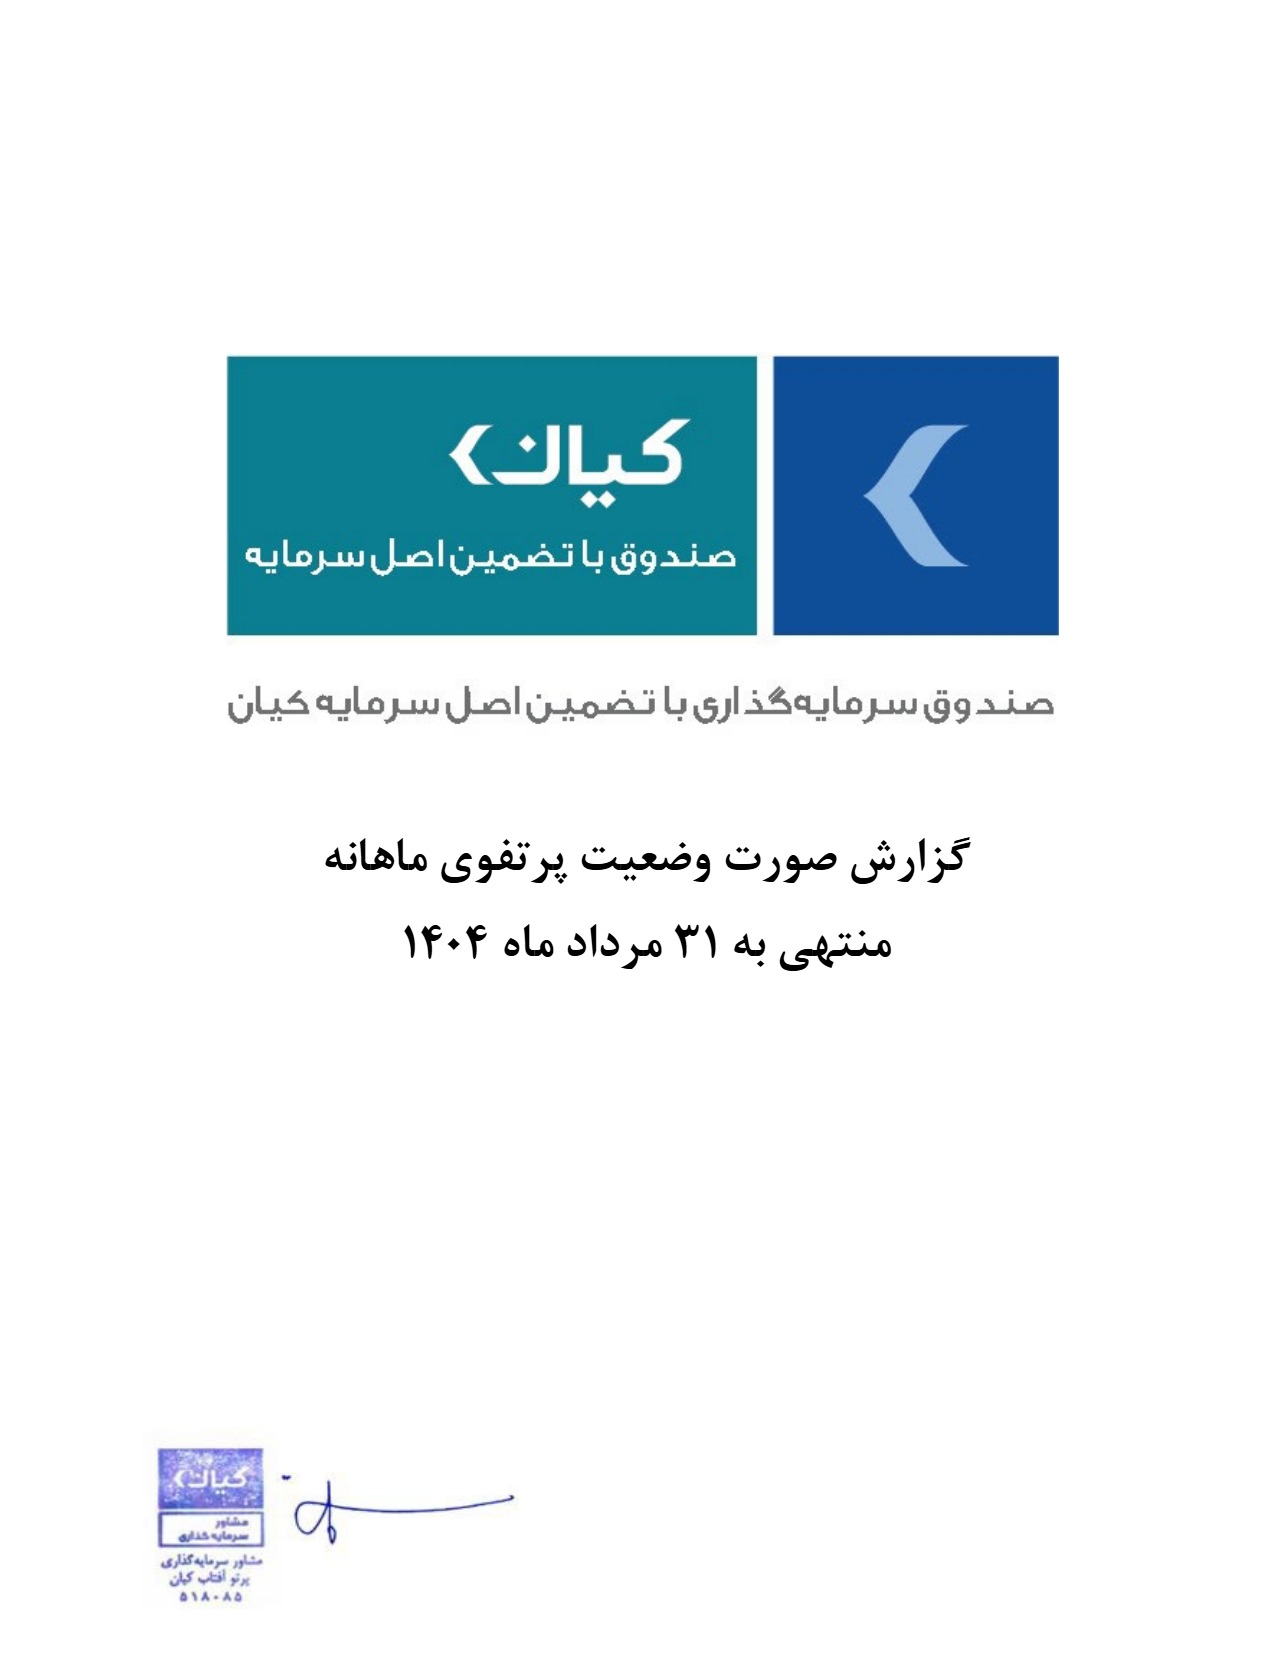 کیان
صندوق با تضمین اصل سرمایه
صندوق سرمایه‌گذاری با تضمین اصل سرمایه کیان
گزارش صورت وضعیت پرتفوی ماهانه
منتهی به ۳۱ مرداد ماه ۱۴۰۴
کیان
مشاور
سرمایه گذاری
مشاور سرمایه‌گذاری
پرتو آفتاب کیان
۵۱۸۰۸۵